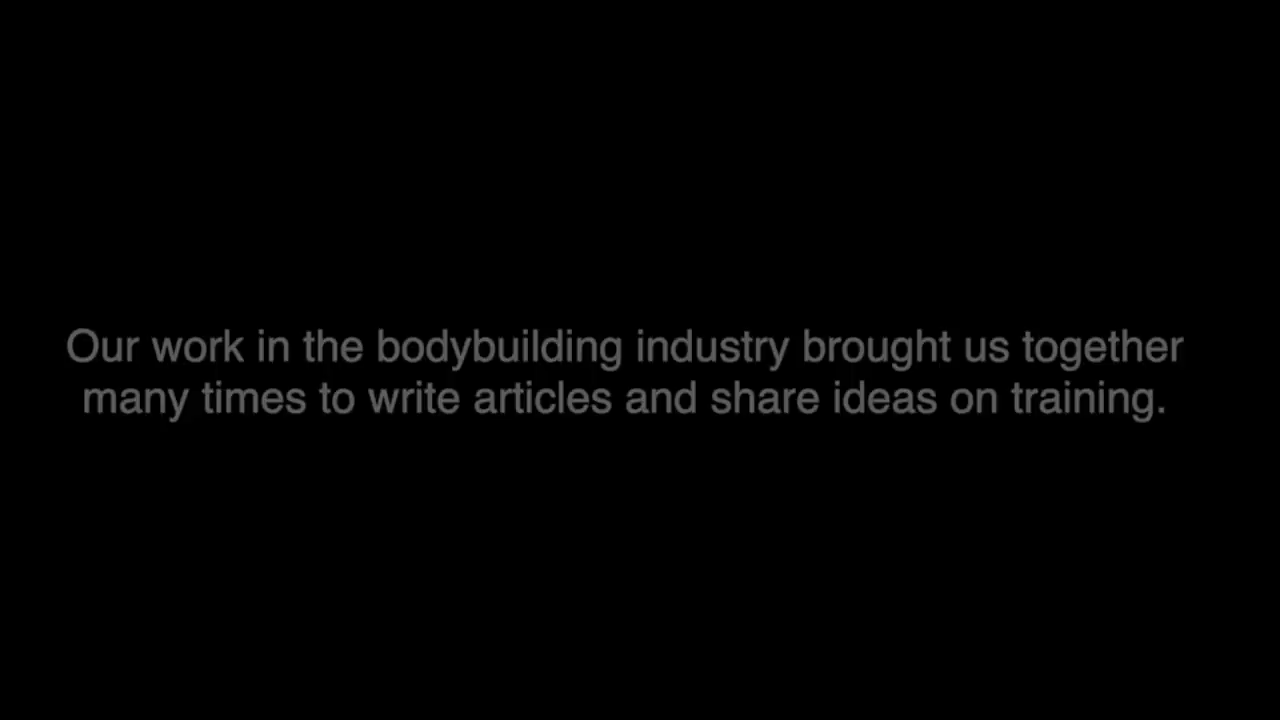 Our work in the bodybuilding industry brought us together
many times to write articles and share ideas on training.